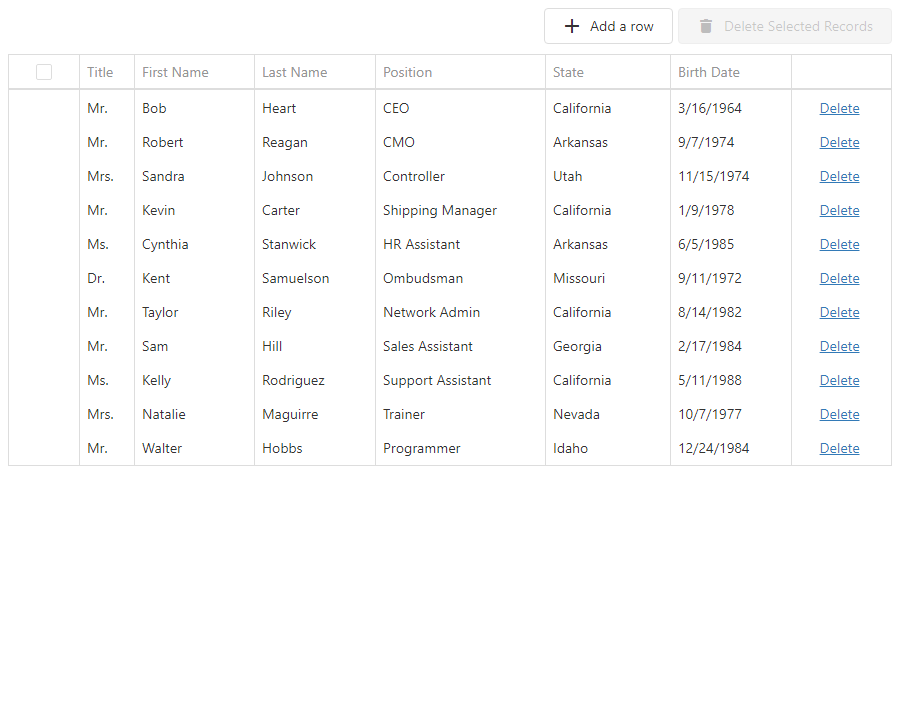 Add a row Delete Selected Records
Title First Name Last Name Position State Birth Date
Mr. Bob Heart CEO California 3/16/1964 Delete
Mr. Robert Reagan CMO Arkansas 9/7/1974 Delete
Mrs. Sandra Johnson Controller Utah 11/15/1974 Delete
Mr. Kevin Carter Shipping Manager California 1/9/1978 Delete
Ms. Cynthia Stanwick HR Assistant Arkansas 6/5/1985 Delete
Dr. Kent Samuelson Ombudsman Missouri 9/11/1972 Delete
Mr. Taylor Riley Network Admin California 8/14/1982 Delete
Mr. Sam Hill Sales Assistant Georgia 2/17/1984 Delete
Ms. Kelly Rodriguez Support Assistant California 5/11/1988 Delete
Mrs. Natalie Maguirre Trainer Nevada 10/7/1977 Delete
Mr. Walter Hobbs Programmer Idaho 12/24/1984 Delete